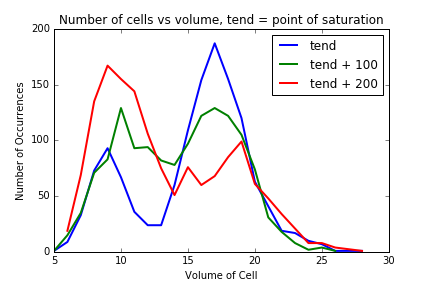 Number of cells vs volume, tend = point of saturation
200
tend
tend + 100
tend + 200
150
100
50
0
Number of Occurrences
5
10
15
20
25
30
Volume of Cell